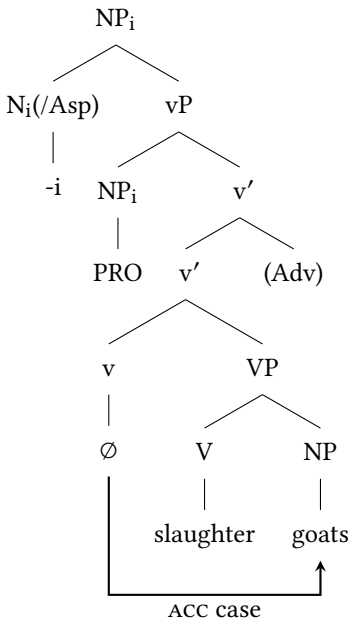 NPi
Ni(/Asp) vP
-i NPi v′
PRO v′ (Adv)
v VP
∅ V NP
slaughter goats
ACC case